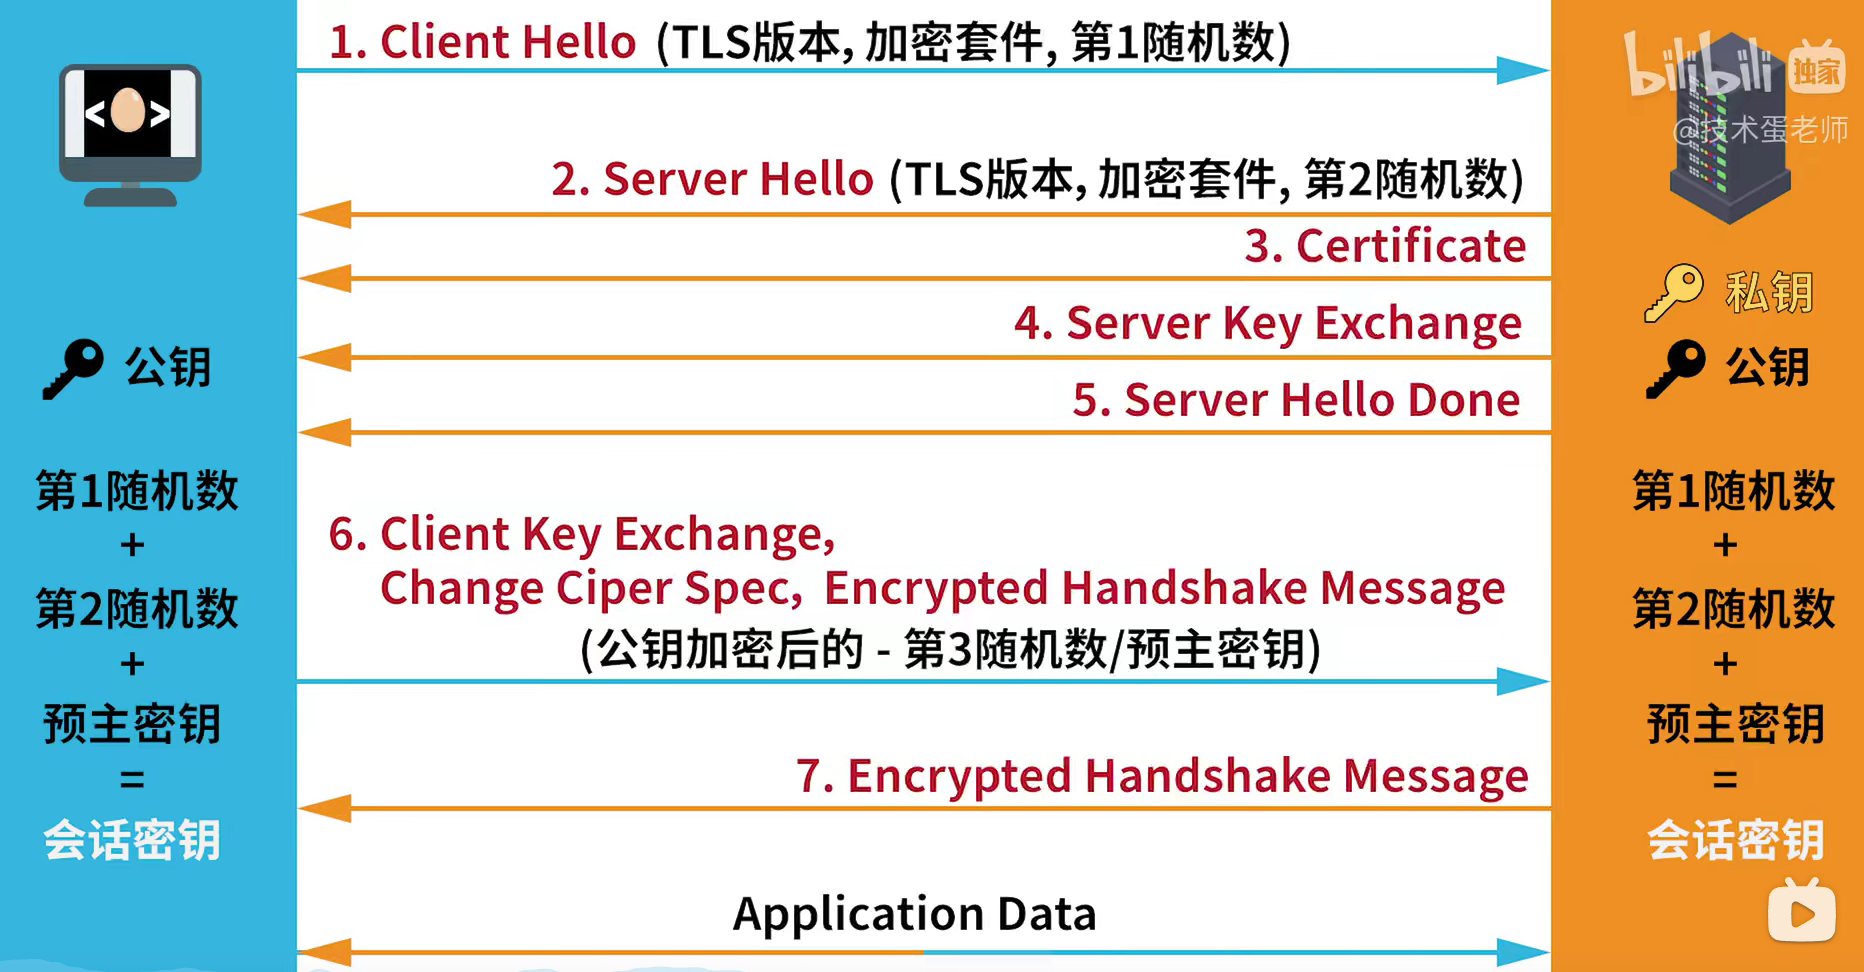 1. Client Hello (TLS版本, 加密套件, 第1随机数)
bilibili 独家
@技术蛋老师
< >
2. Server Hello (TLS版本, 加密套件, 第2随机数)
3. Certificate
私钥
4. Server Key Exchange
公钥
公钥
5. Server Hello Done
第1随机数
+
第2随机数
+
预主密钥
=
会话密钥
6. Client Key Exchange,
Change Ciper Spec, Encrypted Handshake Message
(公钥加密后的 - 第3随机数/预主密钥)
7. Encrypted Handshake Message
Application Data
第1随机数
+
第2随机数
+
预主密钥
=
会话密钥